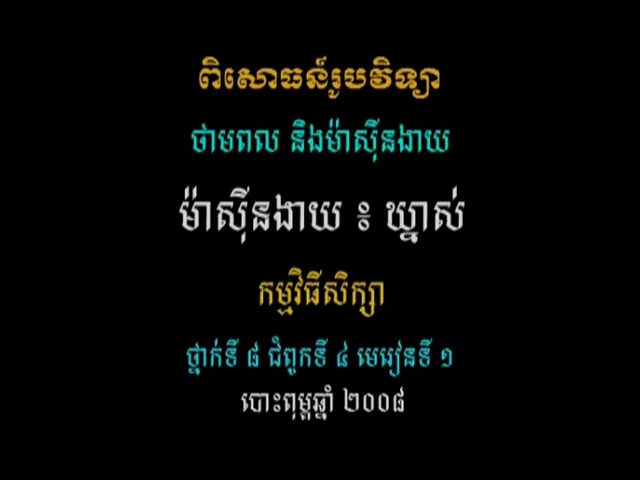 ពិសោធន៍រូបវិទ្យា
ថាមពល និងម៉ាស៊ីនងាយ
ម៉ាស៊ីនងាយ ៖ ឃ្នាស់
កម្មវិធីសិក្សា
ថ្នាក់ទី ៨ ជំពូកទី ៤ មេរៀនទី ១
បោះពុម្ពឆ្នាំ ២០០៨